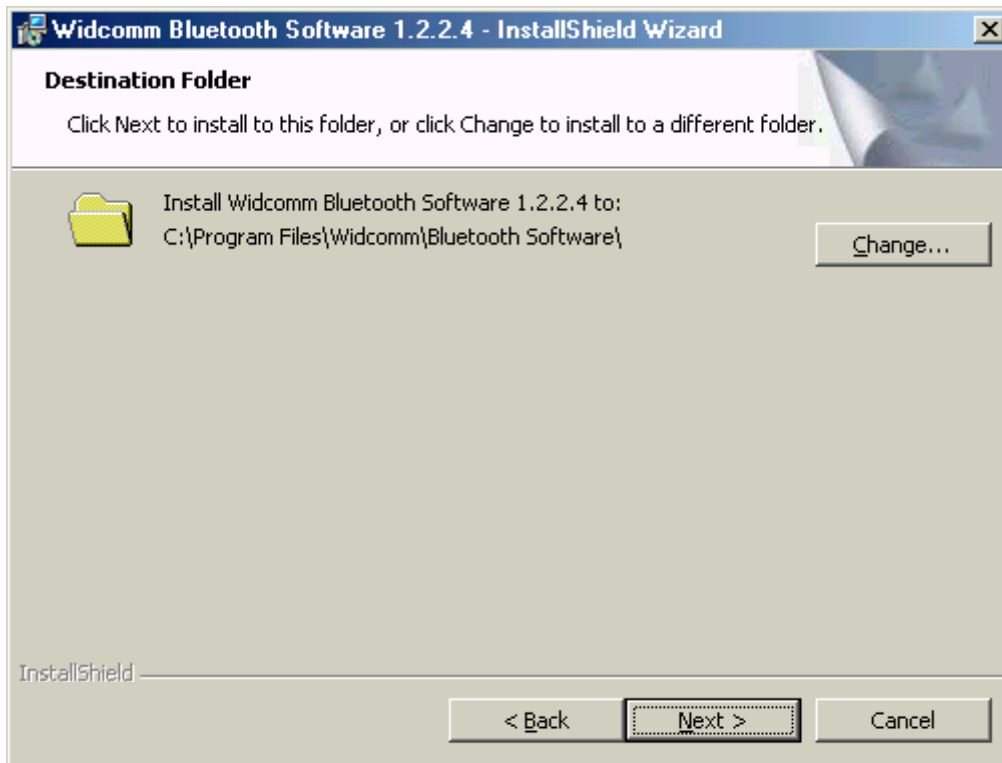 Widcomm Bluetooth Software 1.2.2.4 - InstallShield Wizard
Destination Folder
Click Next to install to this folder, or click Change to install to a different folder.
Install Widcomm Bluetooth Software 1.2.2.4 to:
C:\Program Files\Widcomm\Bluetooth Software\
Change...
InstallShield
< Back
Next >
Cancel